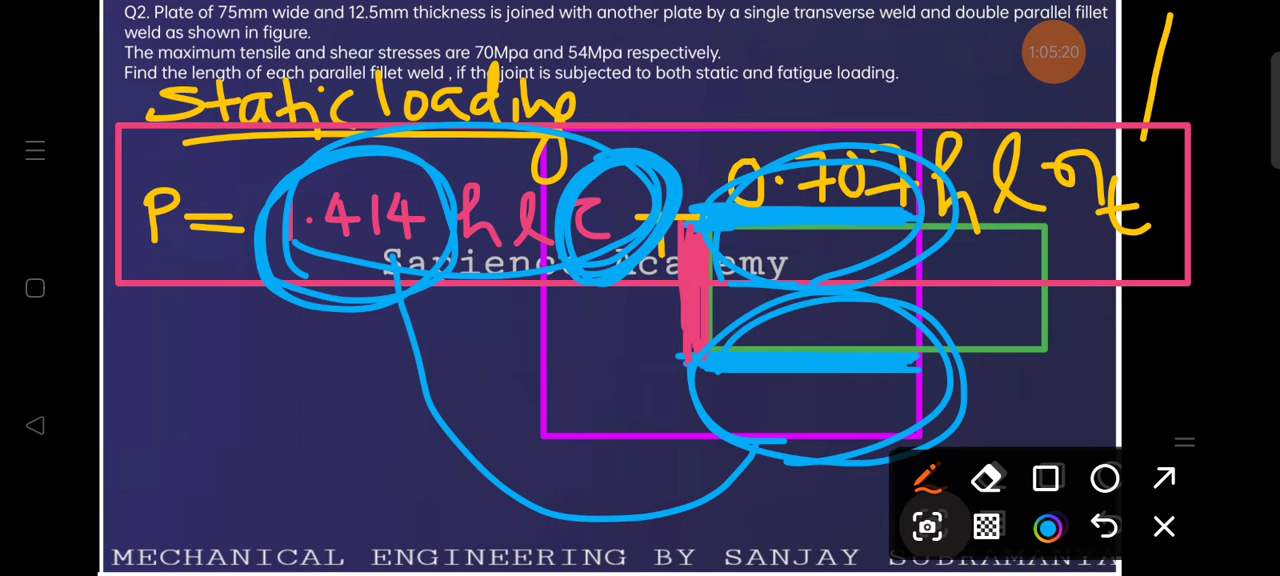 Q2. Plate of 75mm wide and 12.5mm thickness is joined with another plate by a single transverse weld and double parallel fillet
weld as shown in figure.
The maximum tensile and shear stresses are 70Mpa and 54Mpa respectively.
Find the length of each parallel fillet weld , if the joint is subjected to both static and fatigue loading.
1:05:20
Static loading
P = 1.414 h l τ + 0.707 h l σt
Sapience Academy
MECHANICAL ENGINEERING BY SANJAY SUBRAMANYA